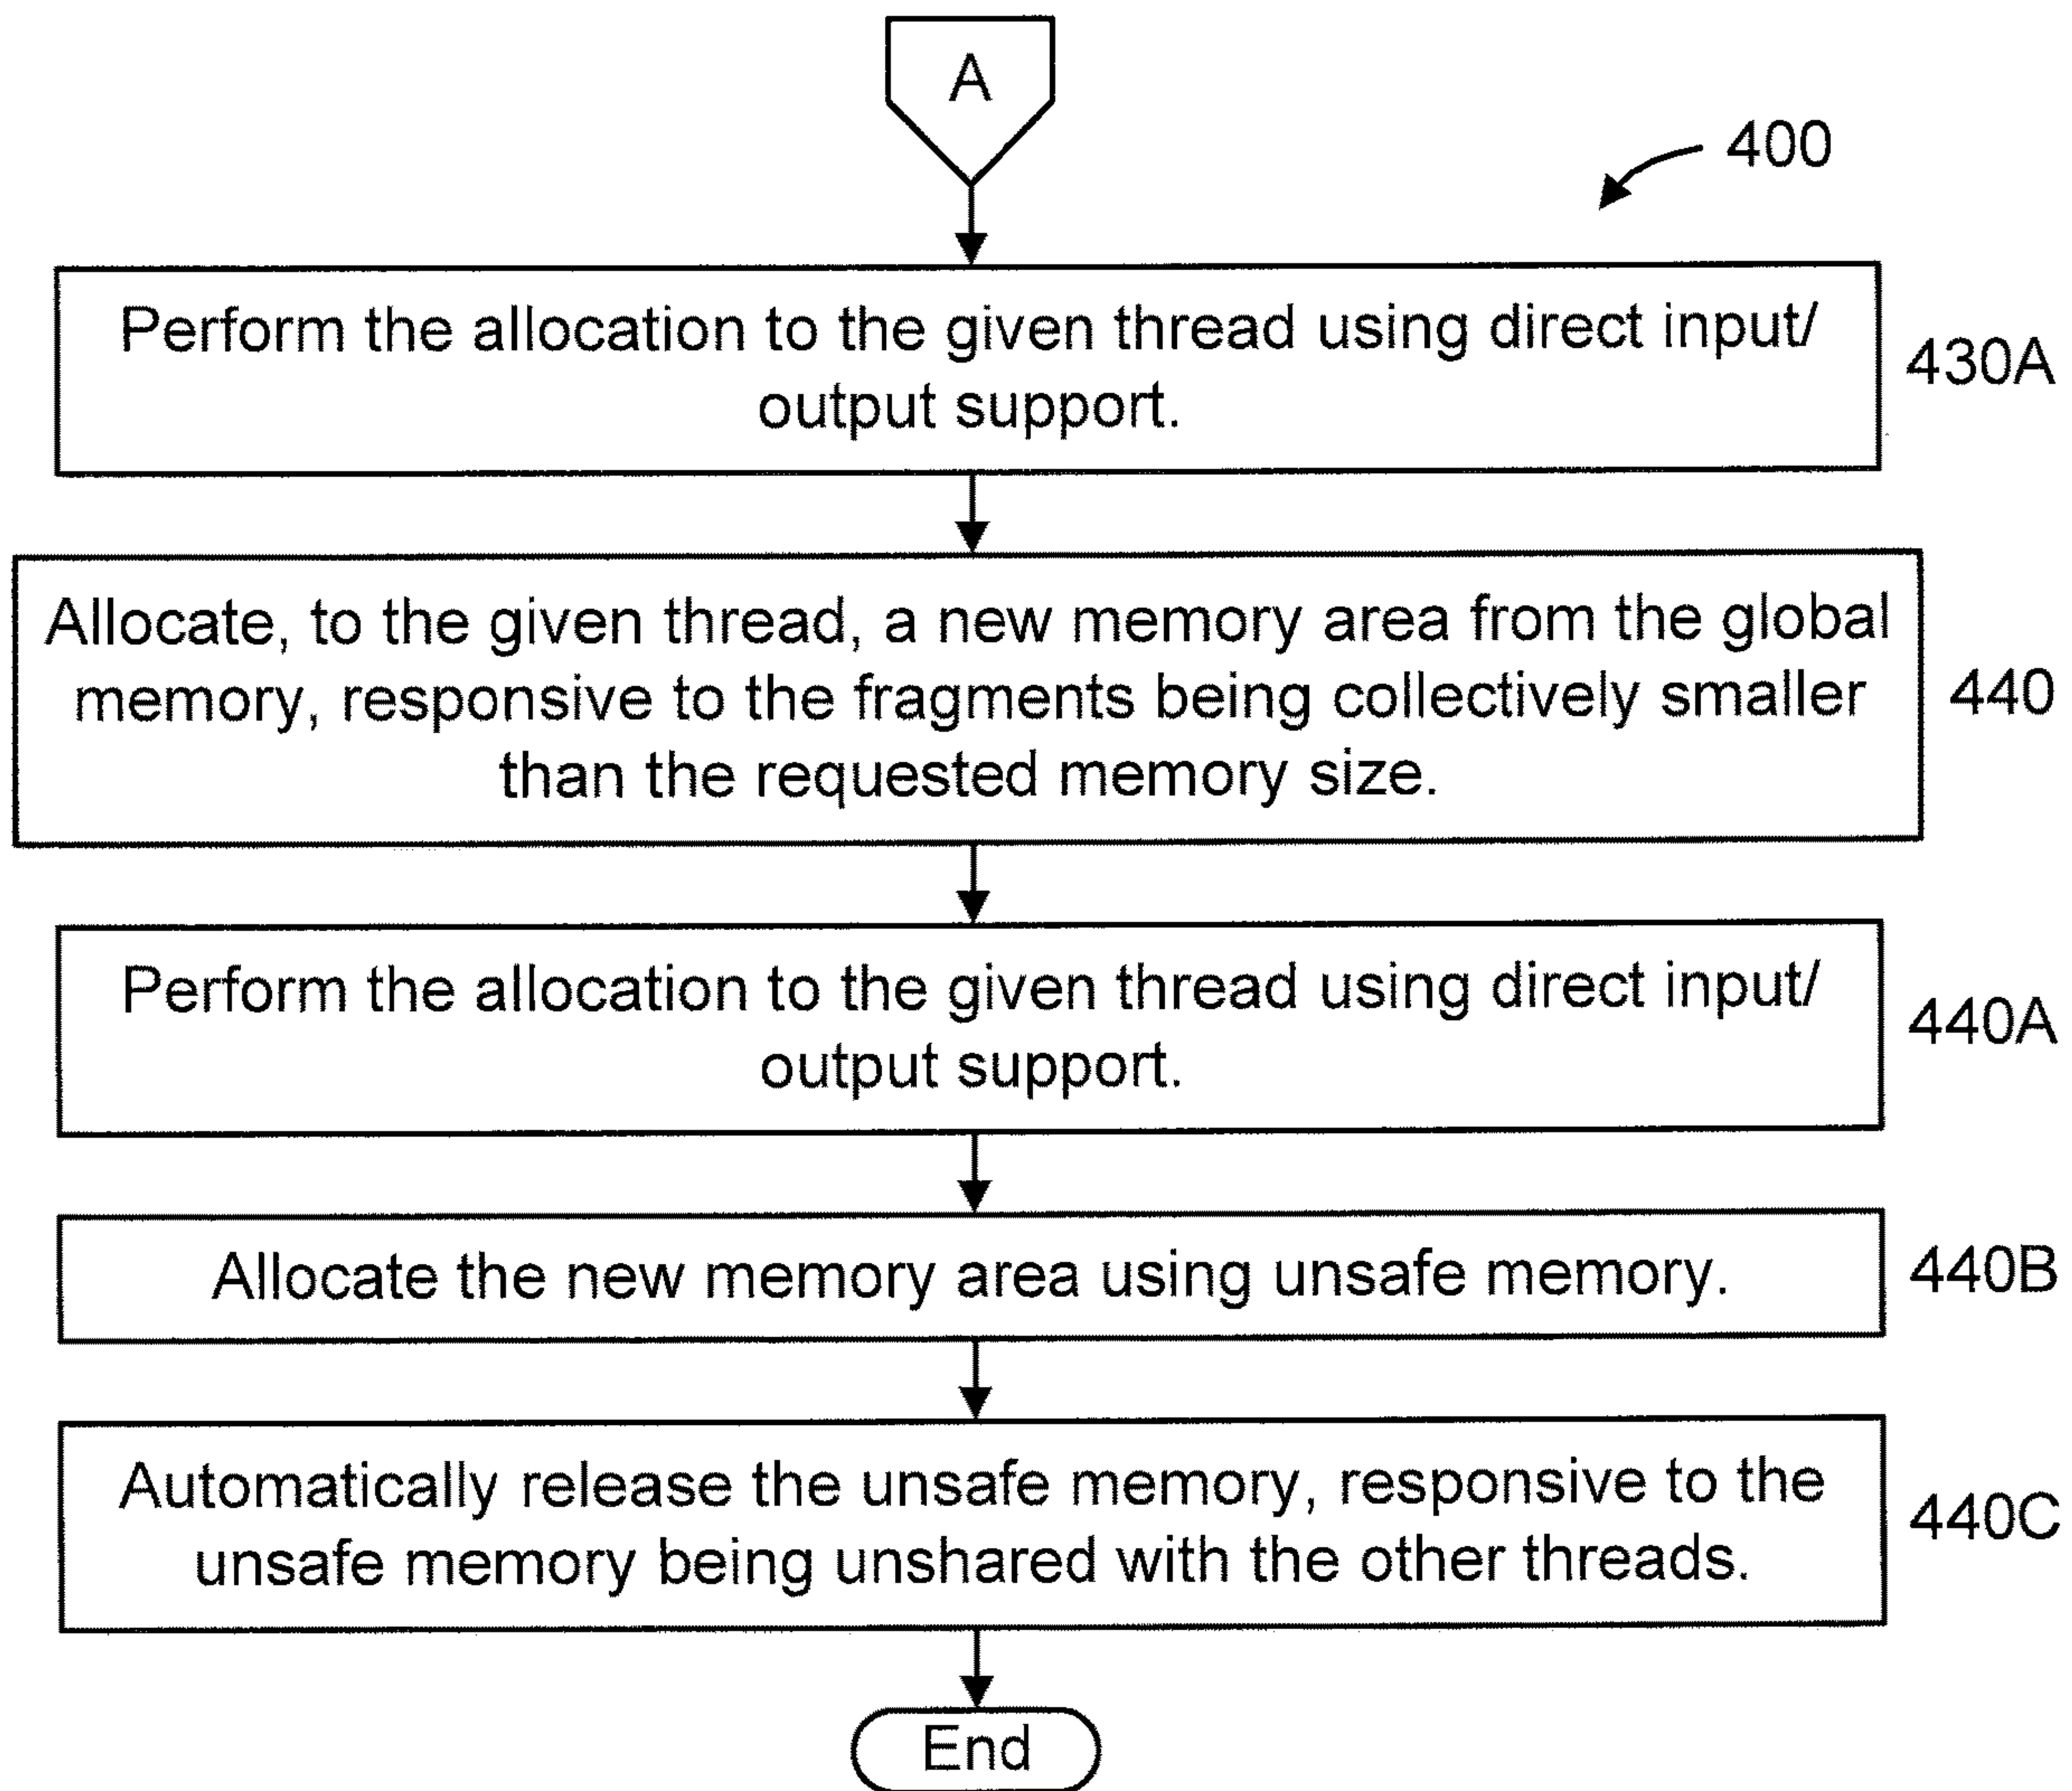 A
400
Perform the allocation to the given thread using direct input/
output support.
430A
Allocate, to the given thread, a new memory area from the global
memory, responsive to the fragments being collectively smaller
than the requested memory size.
440
Perform the allocation to the given thread using direct input/
output support.
440A
Allocate the new memory area using unsafe memory.
440B
Automatically release the unsafe memory, responsive to the
unsafe memory being unshared with the other threads.
440C
End